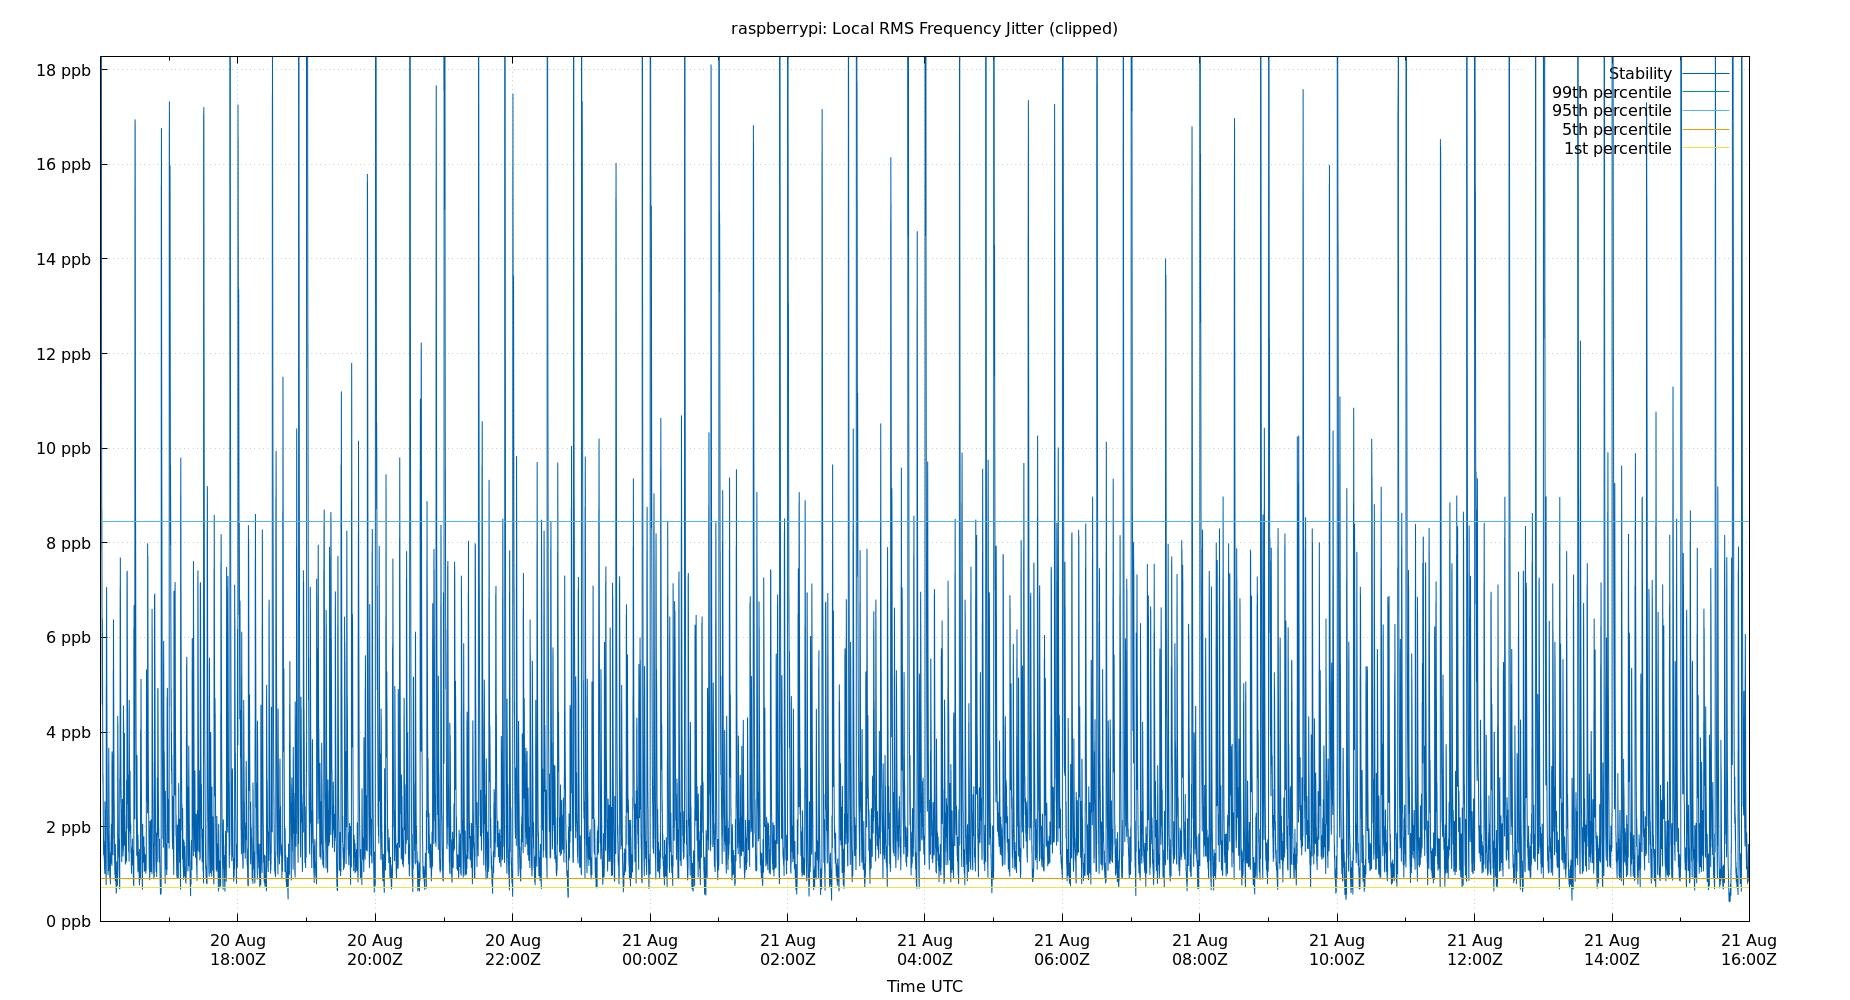 raspberrypi: Local RMS Frequency Jitter (clipped)
18 ppb
16 ppb
14 ppb
12 ppb
10 ppb
8 ppb
6 ppb
4 ppb
2 ppb
0 ppb
Stability
99th percentile
95th percentile
5th percentile
1st percentile
20 Aug 20 Aug 20 Aug 21 Aug 21 Aug 21 Aug 21 Aug 21 Aug 21 Aug 21 Aug 21 Aug 21 Aug
18:00Z 20:00Z 22:00Z 00:00Z 02:00Z 04:00Z 06:00Z 08:00Z 10:00Z 12:00Z 14:00Z 16:00Z
Time UTC